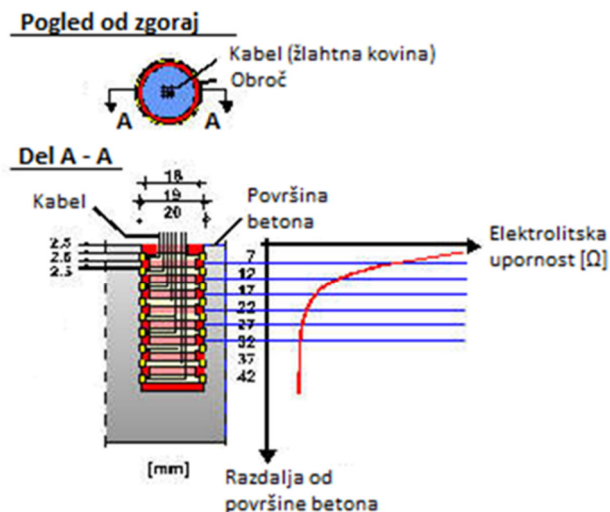 Pogled od zgoraj
Kabel (žlahtna kovina)
Obroč
A
A
Del A - A
18
19
20
Kabel
Površina
betona
2.5
2.5
2.5
Elektrolitska
upornost [Ω]
7
12
17
22
27
32
37
42
[mm]
Razdalja od
površine betona